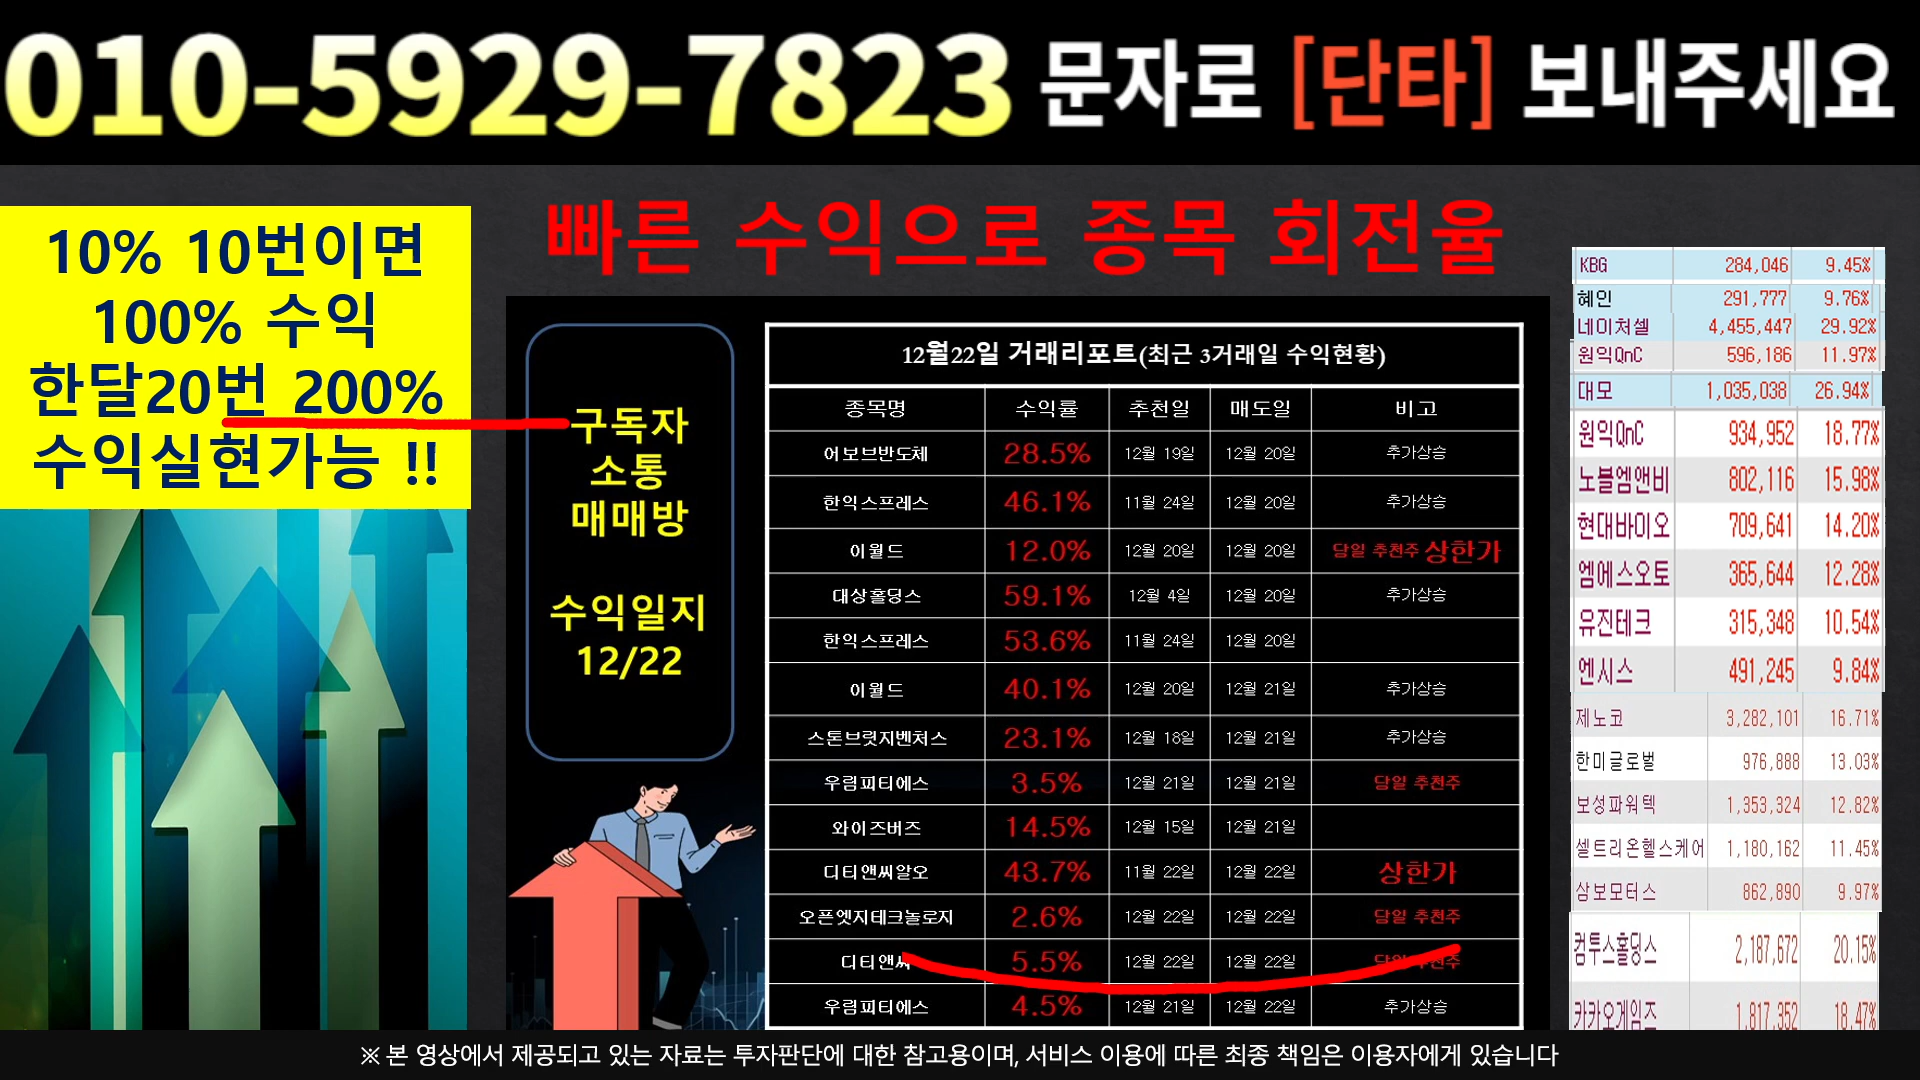 010-5929-7823 문자로 [단타] 보내주세요
빠른 수익으로 종목 회전율
10% 10번이면
100% 수익
한달20번 200%
수익실현가능 !!
구독자
소통
매매방
수익일지
12/22
12월22일 거래리포트(최근 3거래일 수익현황)
종목명 수익률 추천일 매도일 비고
어보브반도체 28.5% 12월 19일 12월 20일 추가상승
한익스프레스 46.1% 11월 24일 12월 20일 추가상승
이월드 12.0% 12월 20일 12월 20일 당일 추천주 상한가
대상홀딩스 59.1% 12월 4일 12월 20일 추가상승
한익스프레스 53.6% 11월 24일 12월 20일
이월드 40.1% 12월 20일 12월 21일 추가상승
스톤브릿지벤처스 23.1% 12월 18일 12월 21일 추가상승
우림피티에스 3.5% 12월 21일 12월 21일 당일 추천주
와이즈버즈 14.5% 12월 15일 12월 21일
디티앤씨알오 43.7% 11월 22일 12월 22일 상한가
오픈엣지테크놀로지 2.6% 12월 22일 12월 22일 당일 추천주
디티앤씨 5.5% 12월 22일 12월 22일 당일 추천주
우림피티에스 4.5% 12월 21일 12월 22일 추가상승
KBG 284,046 9.45%
혜인 291,777 9.76%
네이처셀 4,455,447 29.92%
원익QnC 596,186 11.97%
대모 1,035,038 26.94%
원익QnC 934,952 18.77%
노블엠앤비 802,116 15.98%
현대바이오 709,641 14.20%
엠에스오토 365,644 12.28%
유진테크 315,348 10.54%
엔시스 491,245 9.84%
제노코 3,282,101 16.71%
한미글로벌 976,888 13.03%
보성파워텍 1,353,324 12.82%
셀트리온헬스케어 1,180,162 11.45%
삼보모터스 862,890 9.97%
컴투스홀딩스 2,187,672 20.15%
카카오게임즈 1,817,352 18.47%
※ 본 영상에서 제공되고 있는 자료는 투자판단에 대한 참고용이며, 서비스 이용에 따른 최종 책임은 이용자에게 있습니다